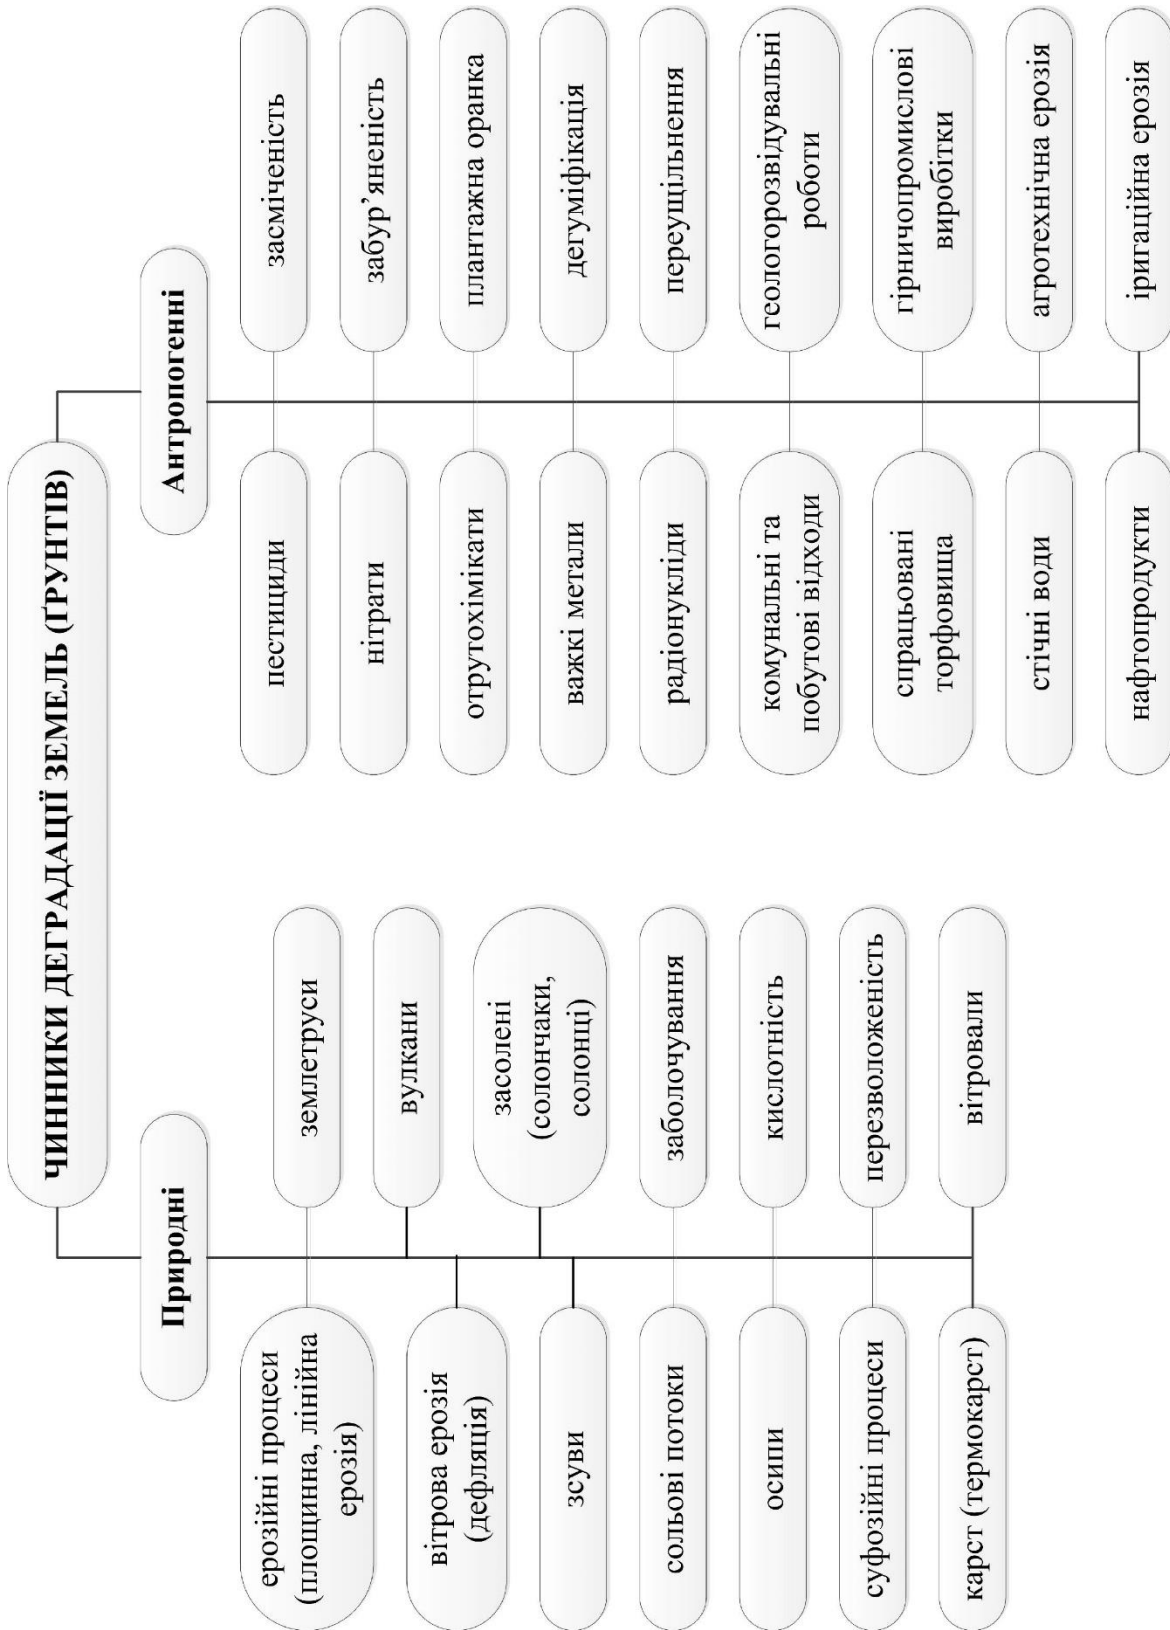 ЧИННИКИ ДЕГРАДАЦІЇ ЗЕМЕЛЬ (ҐРУНТІВ)
Природні
ерозійні процеси
(площинна, лінійна
ерозія)
вітрова ерозія
(дефляція)
зсуви
сольові потоки
осипи
суфозійні процеси
карст (термокарст)
землетруси
вулкани
засолені
(солончаки,
солонці)
заболочування
кислотність
перезволоженість
вітровали
Антропогенні
пестициди
нітрати
отрутохімікати
важкі метали
радіонукліди
комунальні та
побутові відходи
спрацьовані
торфовища
стічні води
нафтопродукти
засміченість
забур’яненість
плантажна оранка
дегуміфікація
переущільнення
геологорозвідувальні
роботи
гірничопромислові
виробітки
агротехнічна ерозія
іригаційна ерозія